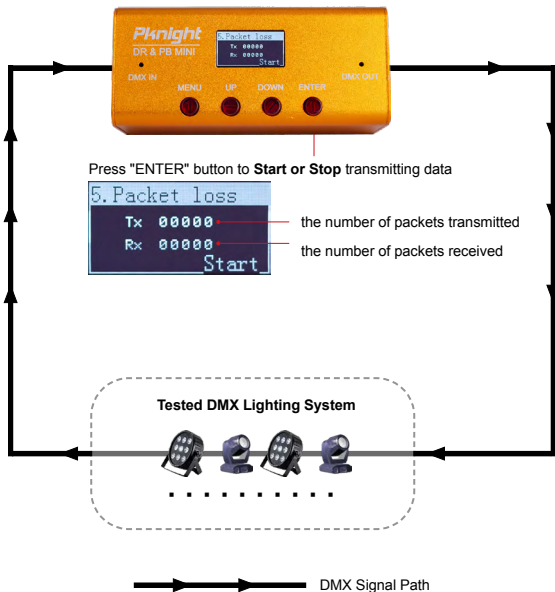 Pknight
DR & PB MINI
5.Packet loss
Tx 00000
Rx 00000
Start
DMX IN
DMX OUT
MENU UP DOWN ENTER
Press "ENTER" button to Start or Stop transmitting data
5.Packet loss
Tx 00000
the number of packets transmitted
Rx 00000
the number of packets received
Start
Tested DMX Lighting System
DMX Signal Path